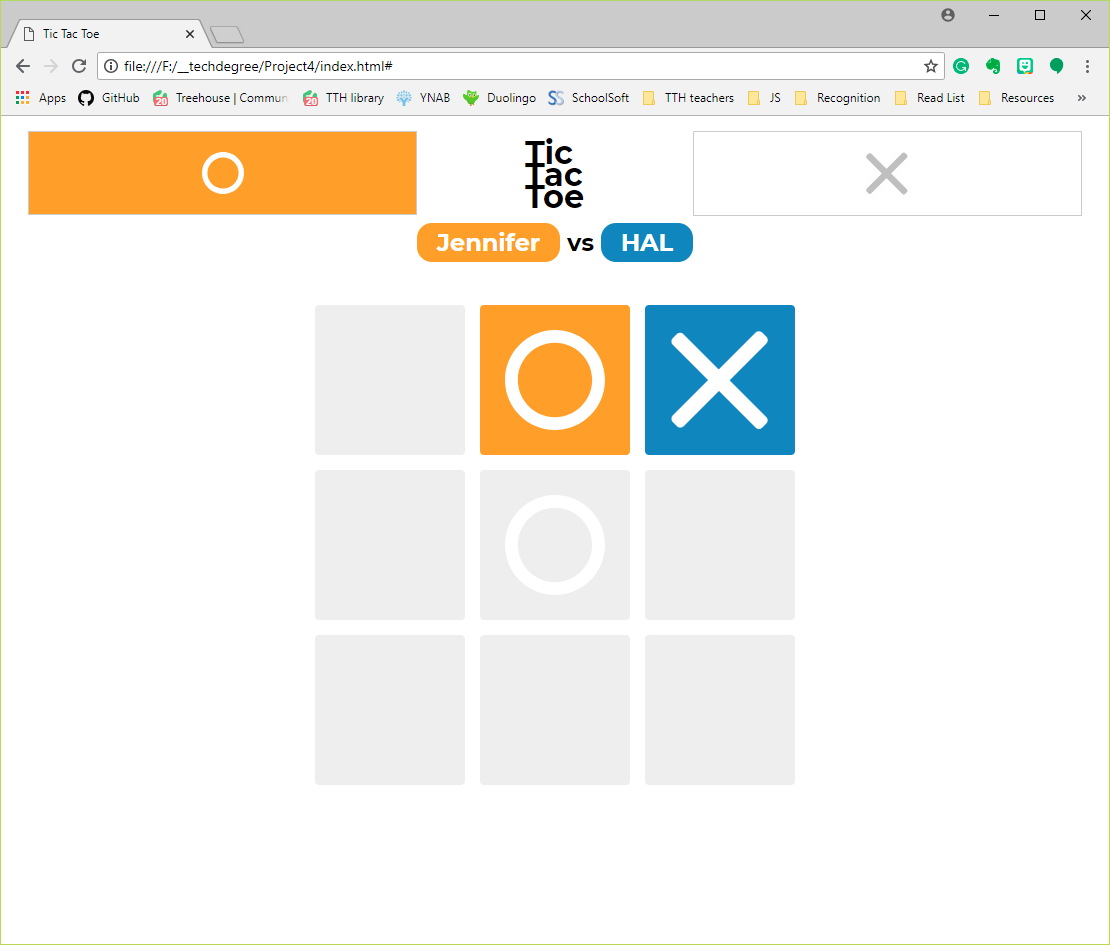 Tic Tac Toe
file:///F:/__techdegree/Project4/index.html#
Apps GitHub Treehouse | Commun TTH library YNAB Duolingo SchoolSoft TTH teachers JS Recognition Read List Resources »
Tic
Tac
Toe
Jennifer vs HAL